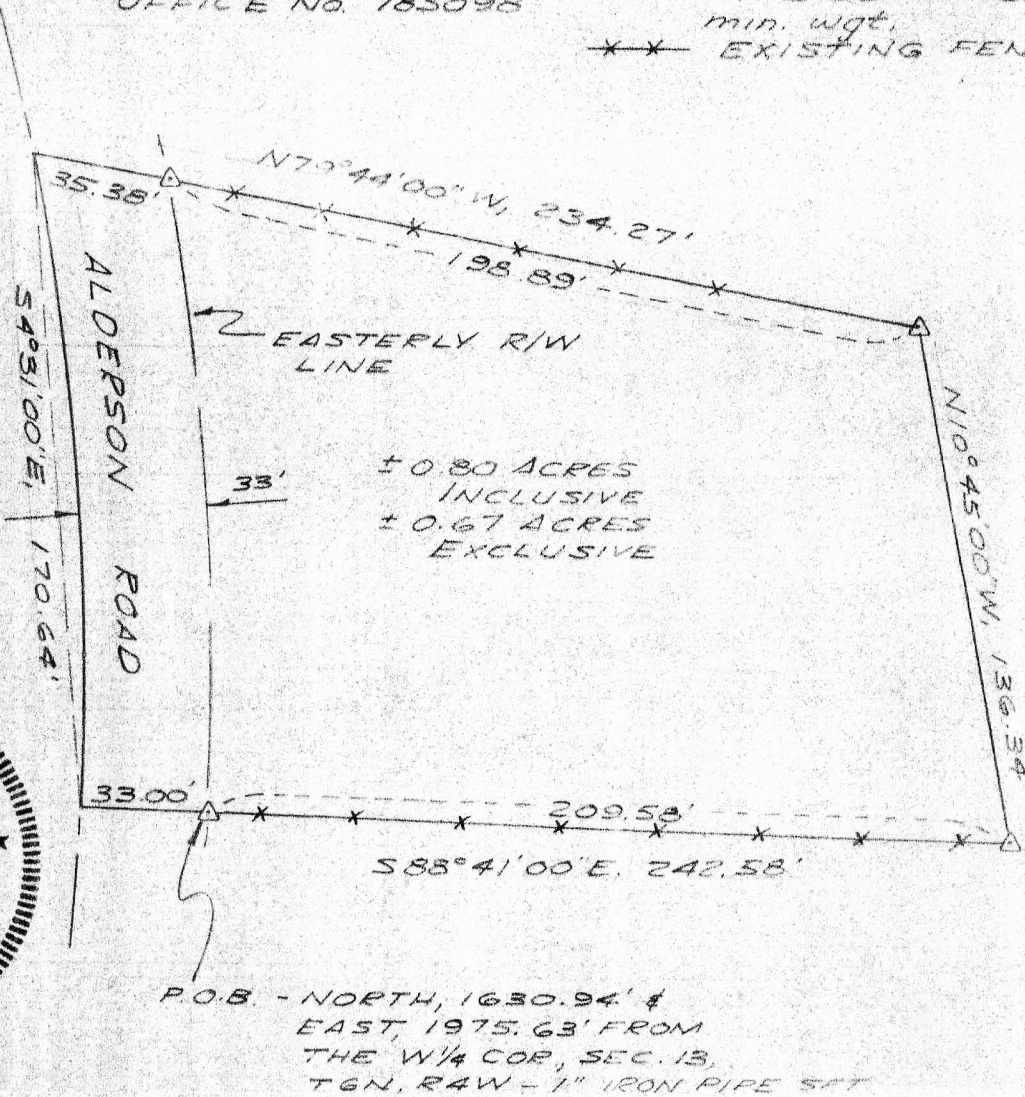 OFFICE No. 783098
min. wgt.
EXISTING FEN
N79°44'00"W, 234.27'
35.38'
198.89'
EASTERLY R/W
LINE
ALDERSON ROAD
S4°31'00"E, 170.64'
33'
± 0.80 ACRES
INCLUSIVE
± 0.67 ACRES
EXCLUSIVE
N10°45'00"W, 136.34
33.00'
209.58'
S88°41'00"E, 242.58'
P.O.B. - NORTH, 1630.94' &
EAST, 1975.63' FROM
THE W¼ COR, SEC. 13,
T6N, R4W - 1" IRON PIPE SET